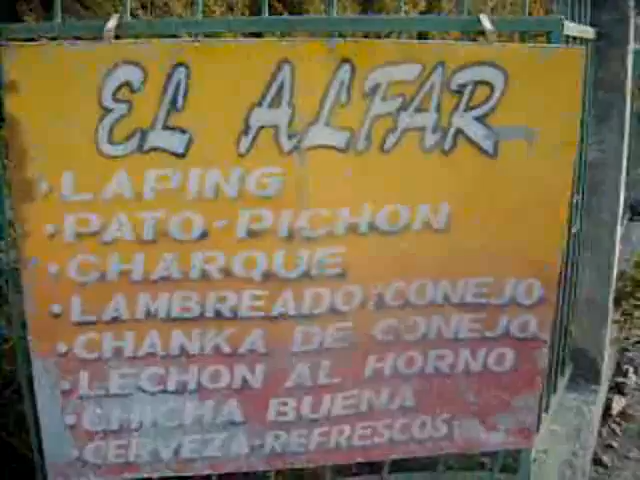 EL ALFAR
· LAPING
· PATO-PICHON
· CHARQUE
· LAMBREADO:CONEJO
· CHANKA DE CONEJO
· LECHON AL HORNO
· CHICHA BUENA
· CERVEZA-REFRESCOS